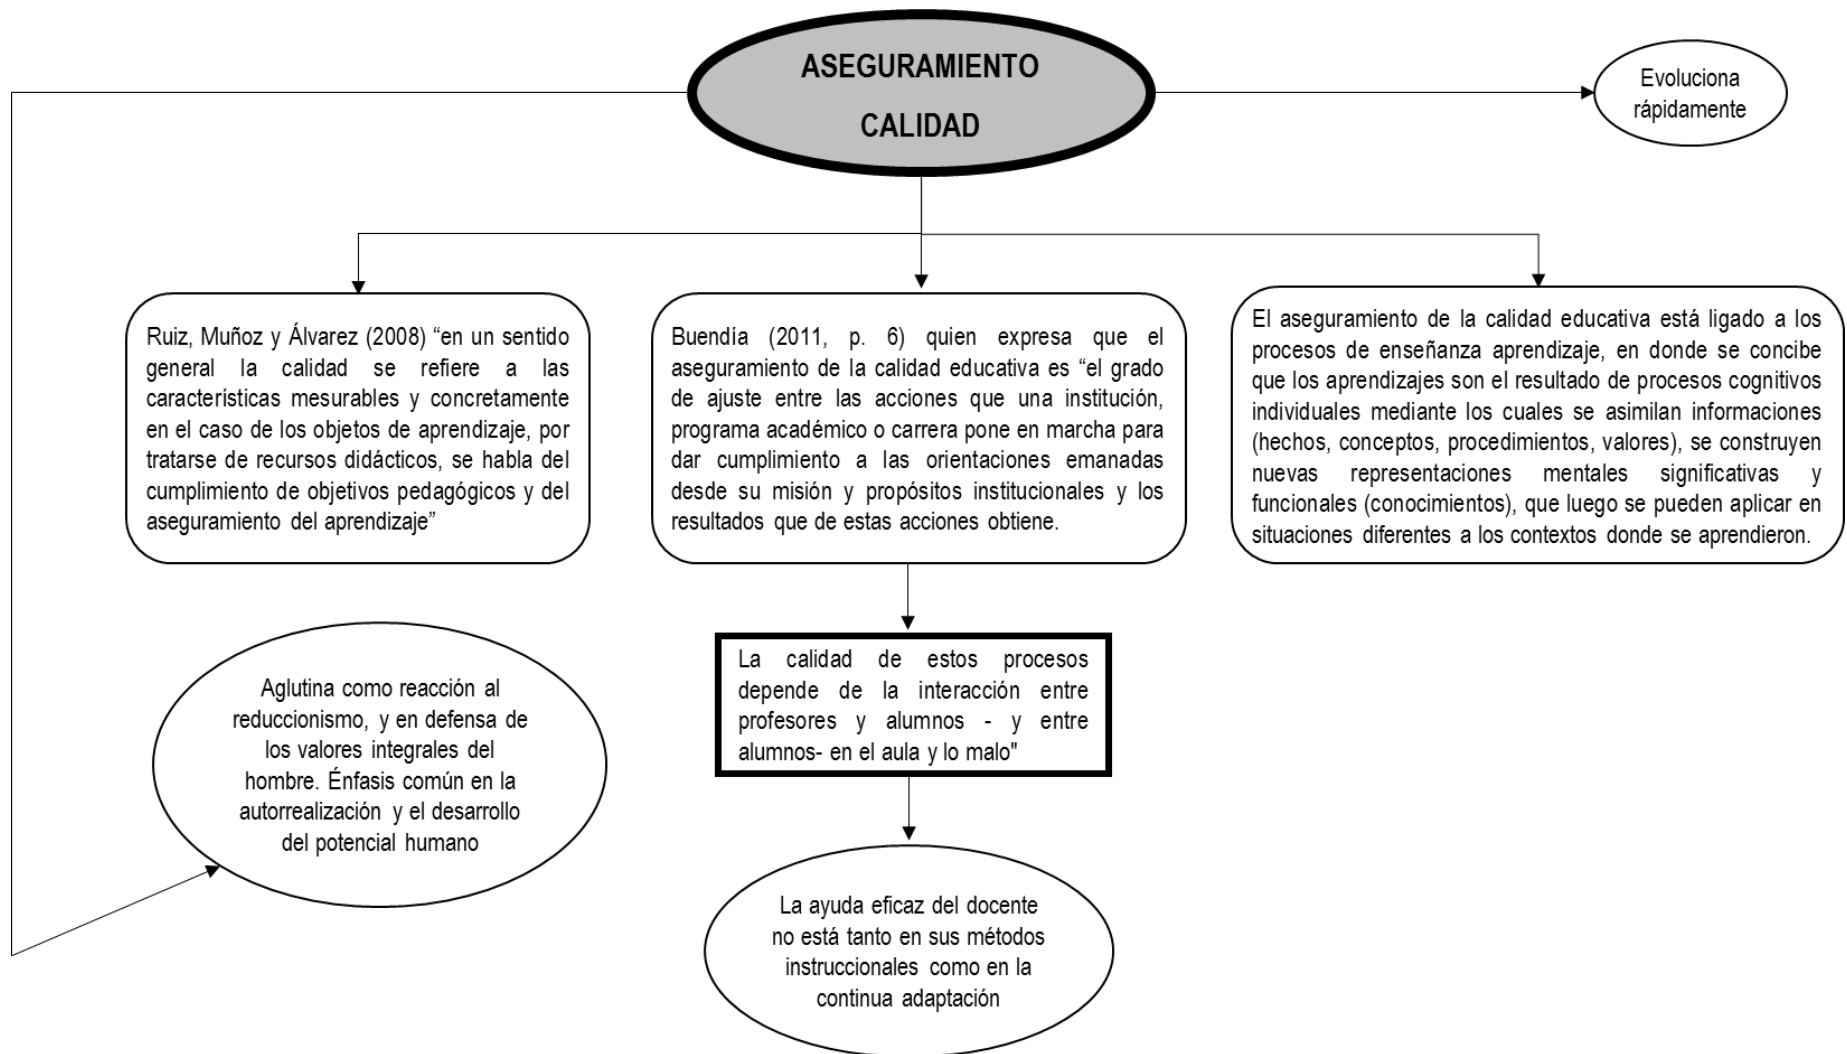 ASEGURAMIENTO
CALIDAD
Evoluciona
rápidamente
Ruiz, Muñoz y Álvarez (2008) “en un sentido
general la calidad se refiere a las
características mesurables y concretamente
en el caso de los objetos de aprendizaje, por
tratarse de recursos didácticos, se habla del
cumplimiento de objetivos pedagógicos y del
aseguramiento del aprendizaje”
Buendía (2011, p. 6) quien expresa que el
aseguramiento de la calidad educativa es “el grado
de ajuste entre las acciones que una institución,
programa académico o carrera pone en marcha para
dar cumplimiento a las orientaciones emanadas
desde su misión y propósitos institucionales y los
resultados que de estas acciones obtiene.
El aseguramiento de la calidad educativa está ligado a los
procesos de enseñanza aprendizaje, en donde se concibe
que los aprendizajes son el resultado de procesos cognitivos
individuales mediante los cuales se asimilan informaciones
(hechos, conceptos, procedimientos, valores), se construyen
nuevas representaciones mentales significativas y
funcionales (conocimientos), que luego se pueden aplicar en
situaciones diferentes a los contextos donde se aprendieron.
Aglutina como reacción al
reduccionismo, y en defensa de
los valores integrales del
hombre. Énfasis común en la
autorrealización y el desarrollo
del potencial humano
La calidad de estos procesos
depende de la interacción entre
profesores y alumnos - y entre
alumnos- en el aula y lo malo"
La ayuda eficaz del docente
no está tanto en sus métodos
instruccionales como en la
continua adaptación